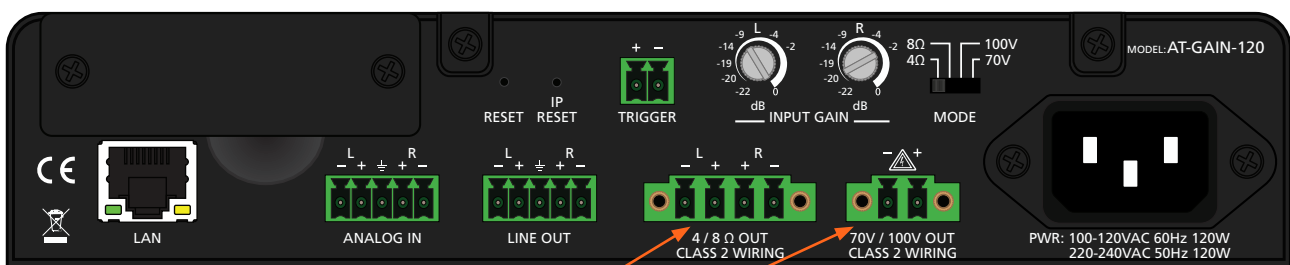 MODEL: AT-GAIN-120
+ -
L
R
-9 -4
-14 -2
-19
-20
-22 0
dB
-9 -4
-14 -2
-19
-20
-22 0
dB
INPUT GAIN
8Ω 100V
4Ω 70V
MODE
RESET
IP
RESET
TRIGGER
CE
LAN
L R
- + + -
ANALOG IN
L R
- + + -
LINE OUT
L R
- + + -
4 / 8 Ω OUT
CLASS 2 WIRING
- +
70V / 100V OUT
CLASS 2 WIRING
PWR: 100-120VAC 60Hz 120W
220-240VAC 50Hz 120W